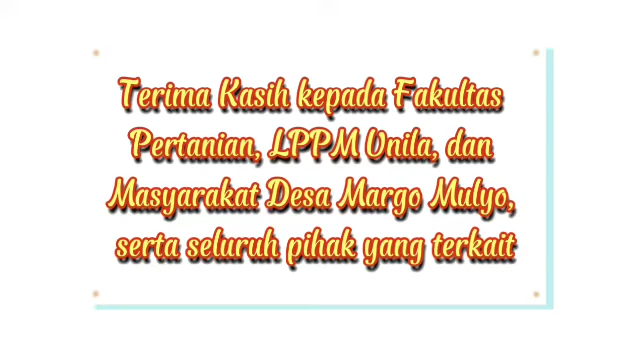 Terima Kasih kepada Fakultas
Pertanian, LPPM Unila, dan
Masyarakat Desa Margo Mulyo,
serta seluruh pihak yang terkait